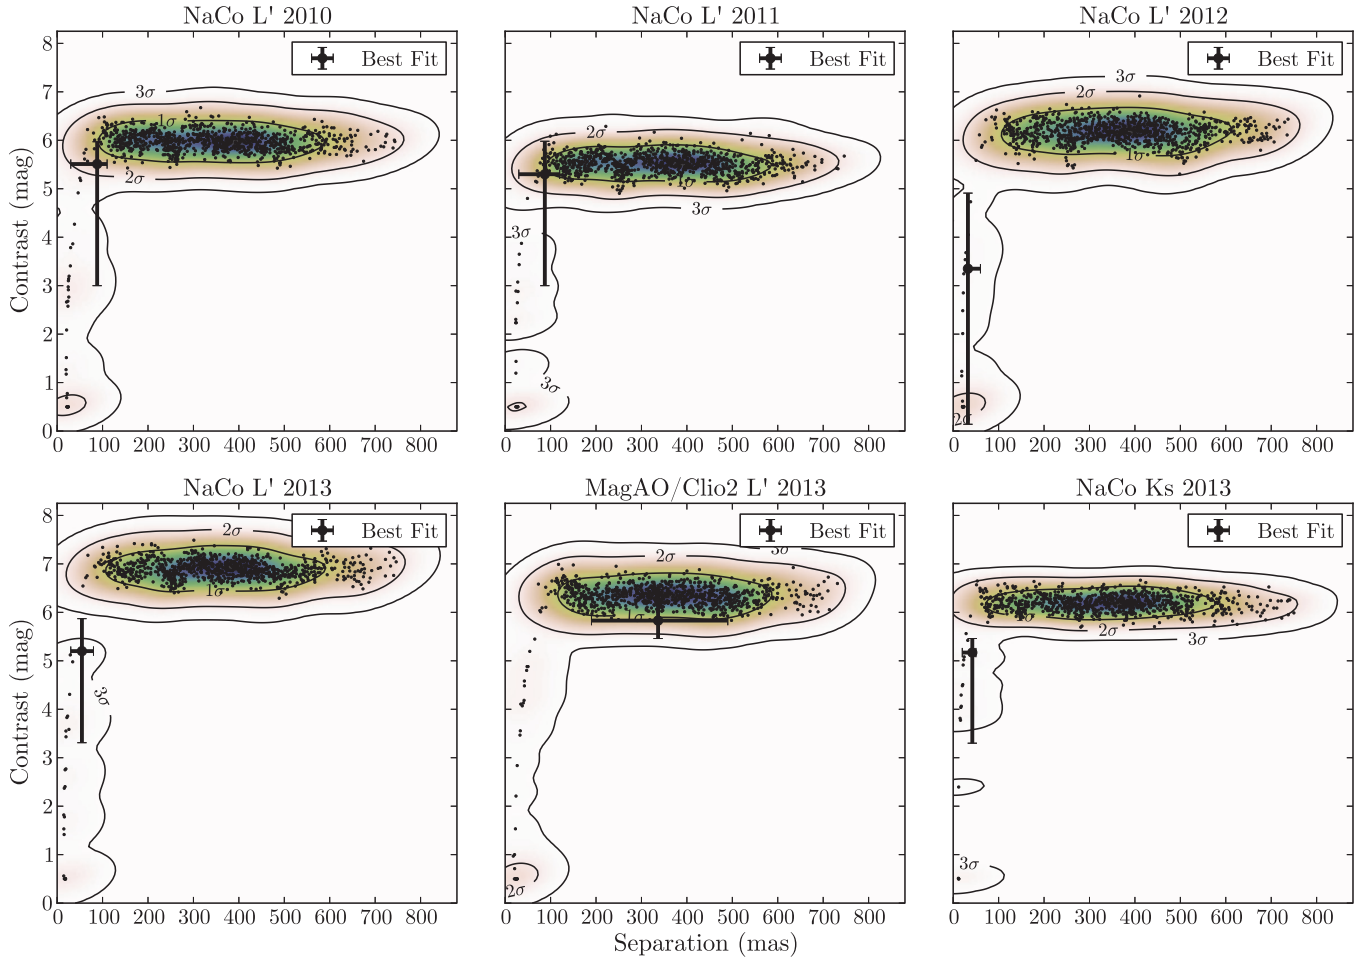 NaCo L' 2010
NaCo L' 2011
NaCo L' 2012
Contrast (mag)
8
7
6
5
4
3
2
1
0
3σ
1σ
2σ
Best Fit
0 100 200 300 400 500 600 700 800
2σ
1σ
3σ
3σ
3σ
Best Fit
0 100 200 300 400 500 600 700 800
3σ
2σ
1σ
2σ
Best Fit
0 100 200 300 400 500 600 700 800
NaCo L' 2013
MagAO/Clio2 L' 2013
NaCo Ks 2013
Contrast (mag)
8
7
6
5
4
3
2
1
0
2σ
1σ
3σ
Best Fit
0 100 200 300 400 500 600 700 800
3σ
2σ
1σ
2σ
Best Fit
0 100 200 300 400 500 600 700 800
1σ
2σ
3σ
3σ
Best Fit
0 100 200 300 400 500 600 700 800
Separation (mas)